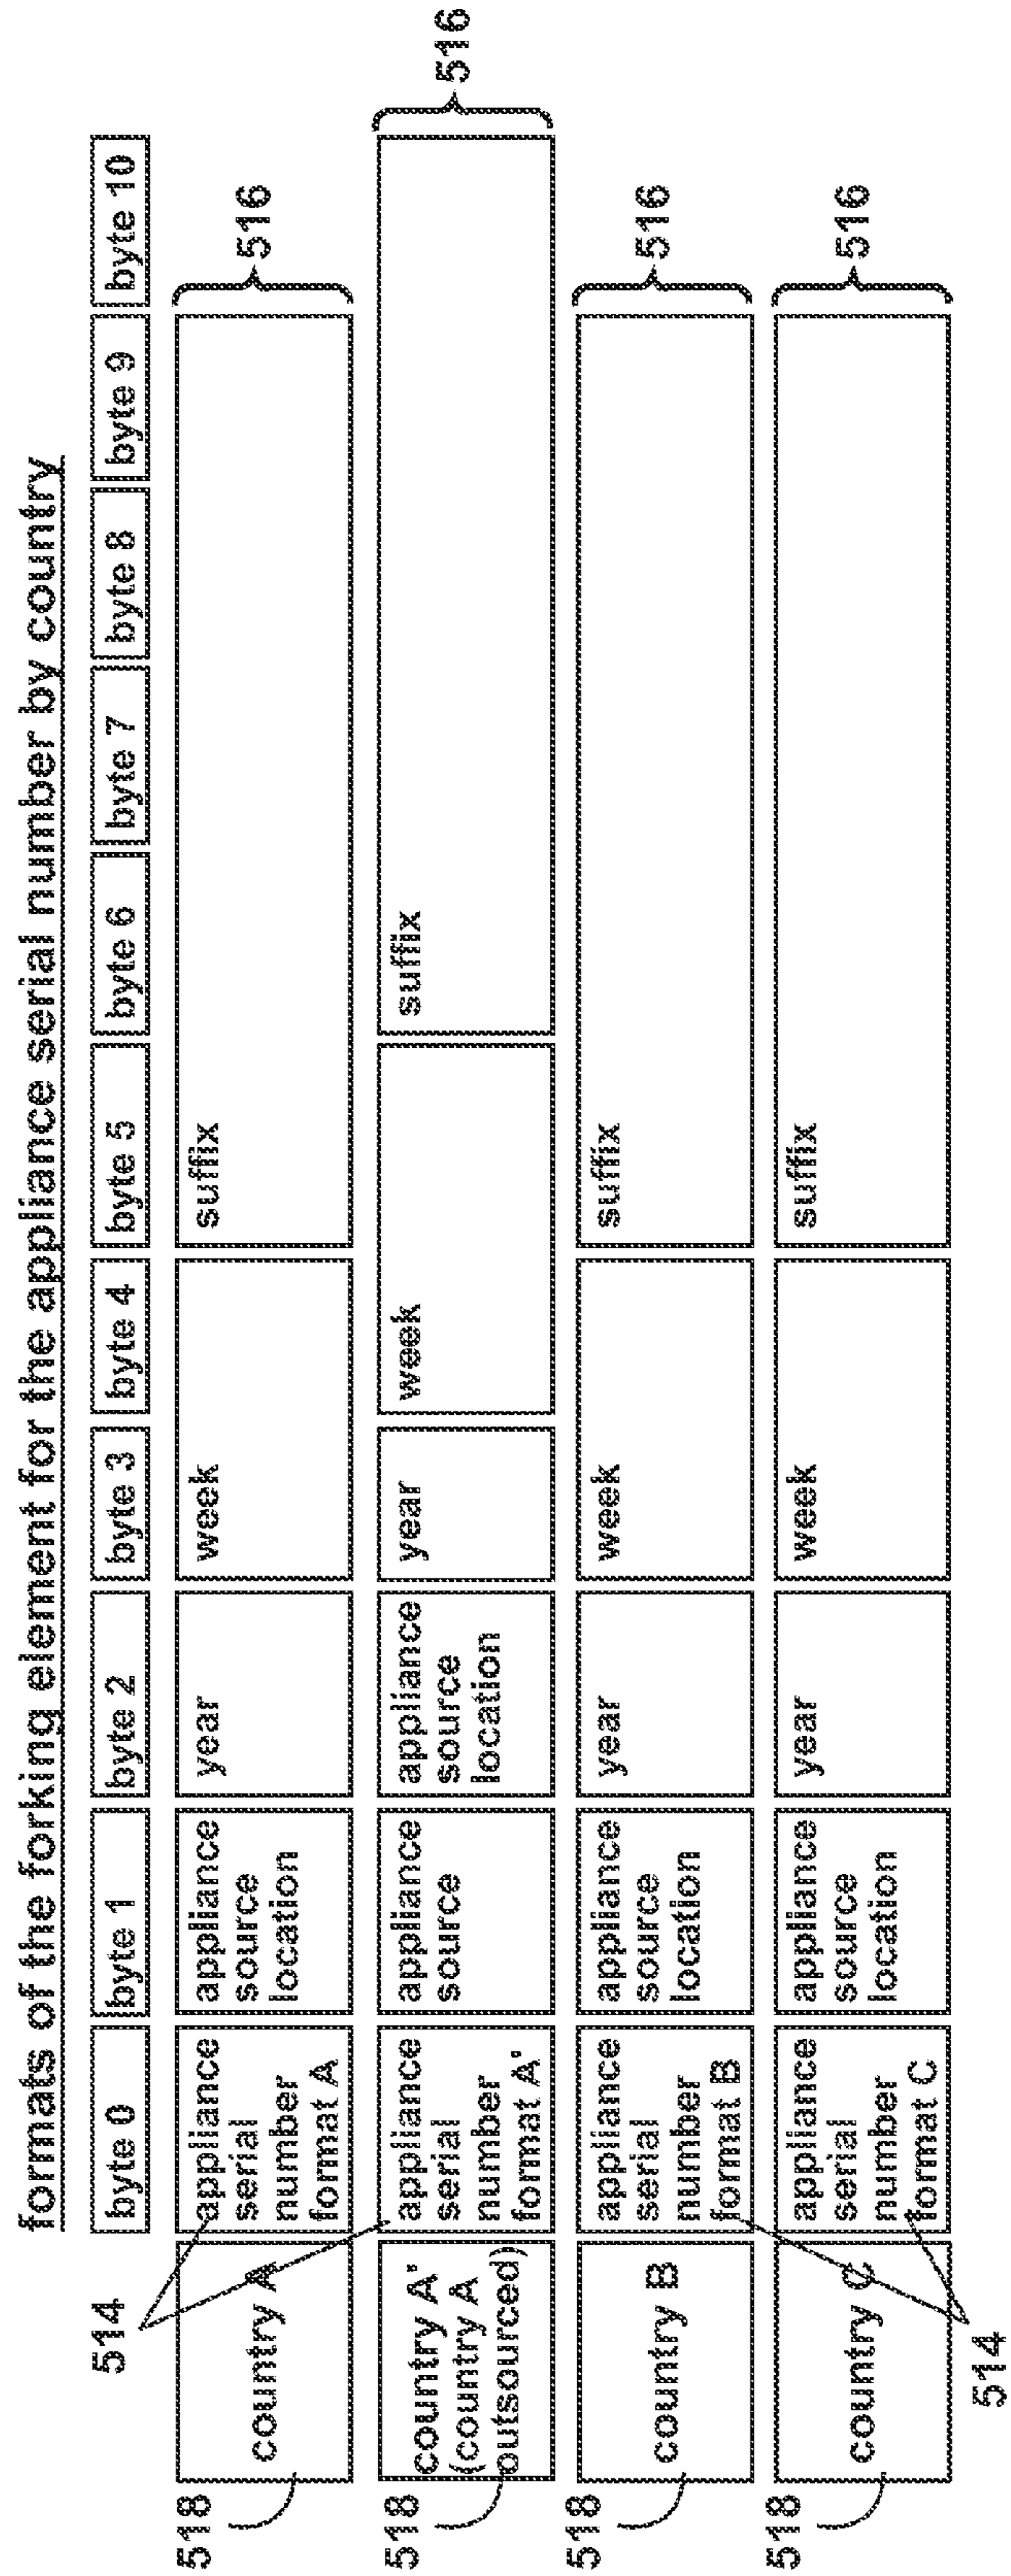 formats of the forking element for the appliance serial number by country
byte 0
byte 1
byte 2
byte 3
byte 4
byte 5
byte 6
byte 7
byte 8
byte 9
byte 10
514
518
country A
appliance
serial
number
format A
appliance
source
location
year
week
suffix
516
518
country A'
(country A
outsourced)
appliance
serial
number
format A'
appliance
source
appliance
source
location
year
week
suffix
516
518
country B
appliance
serial
number
format B
appliance
source
location
year
week
suffix
516
518
country C
appliance
serial
number
format C
appliance
source
location
year
week
suffix
516
514